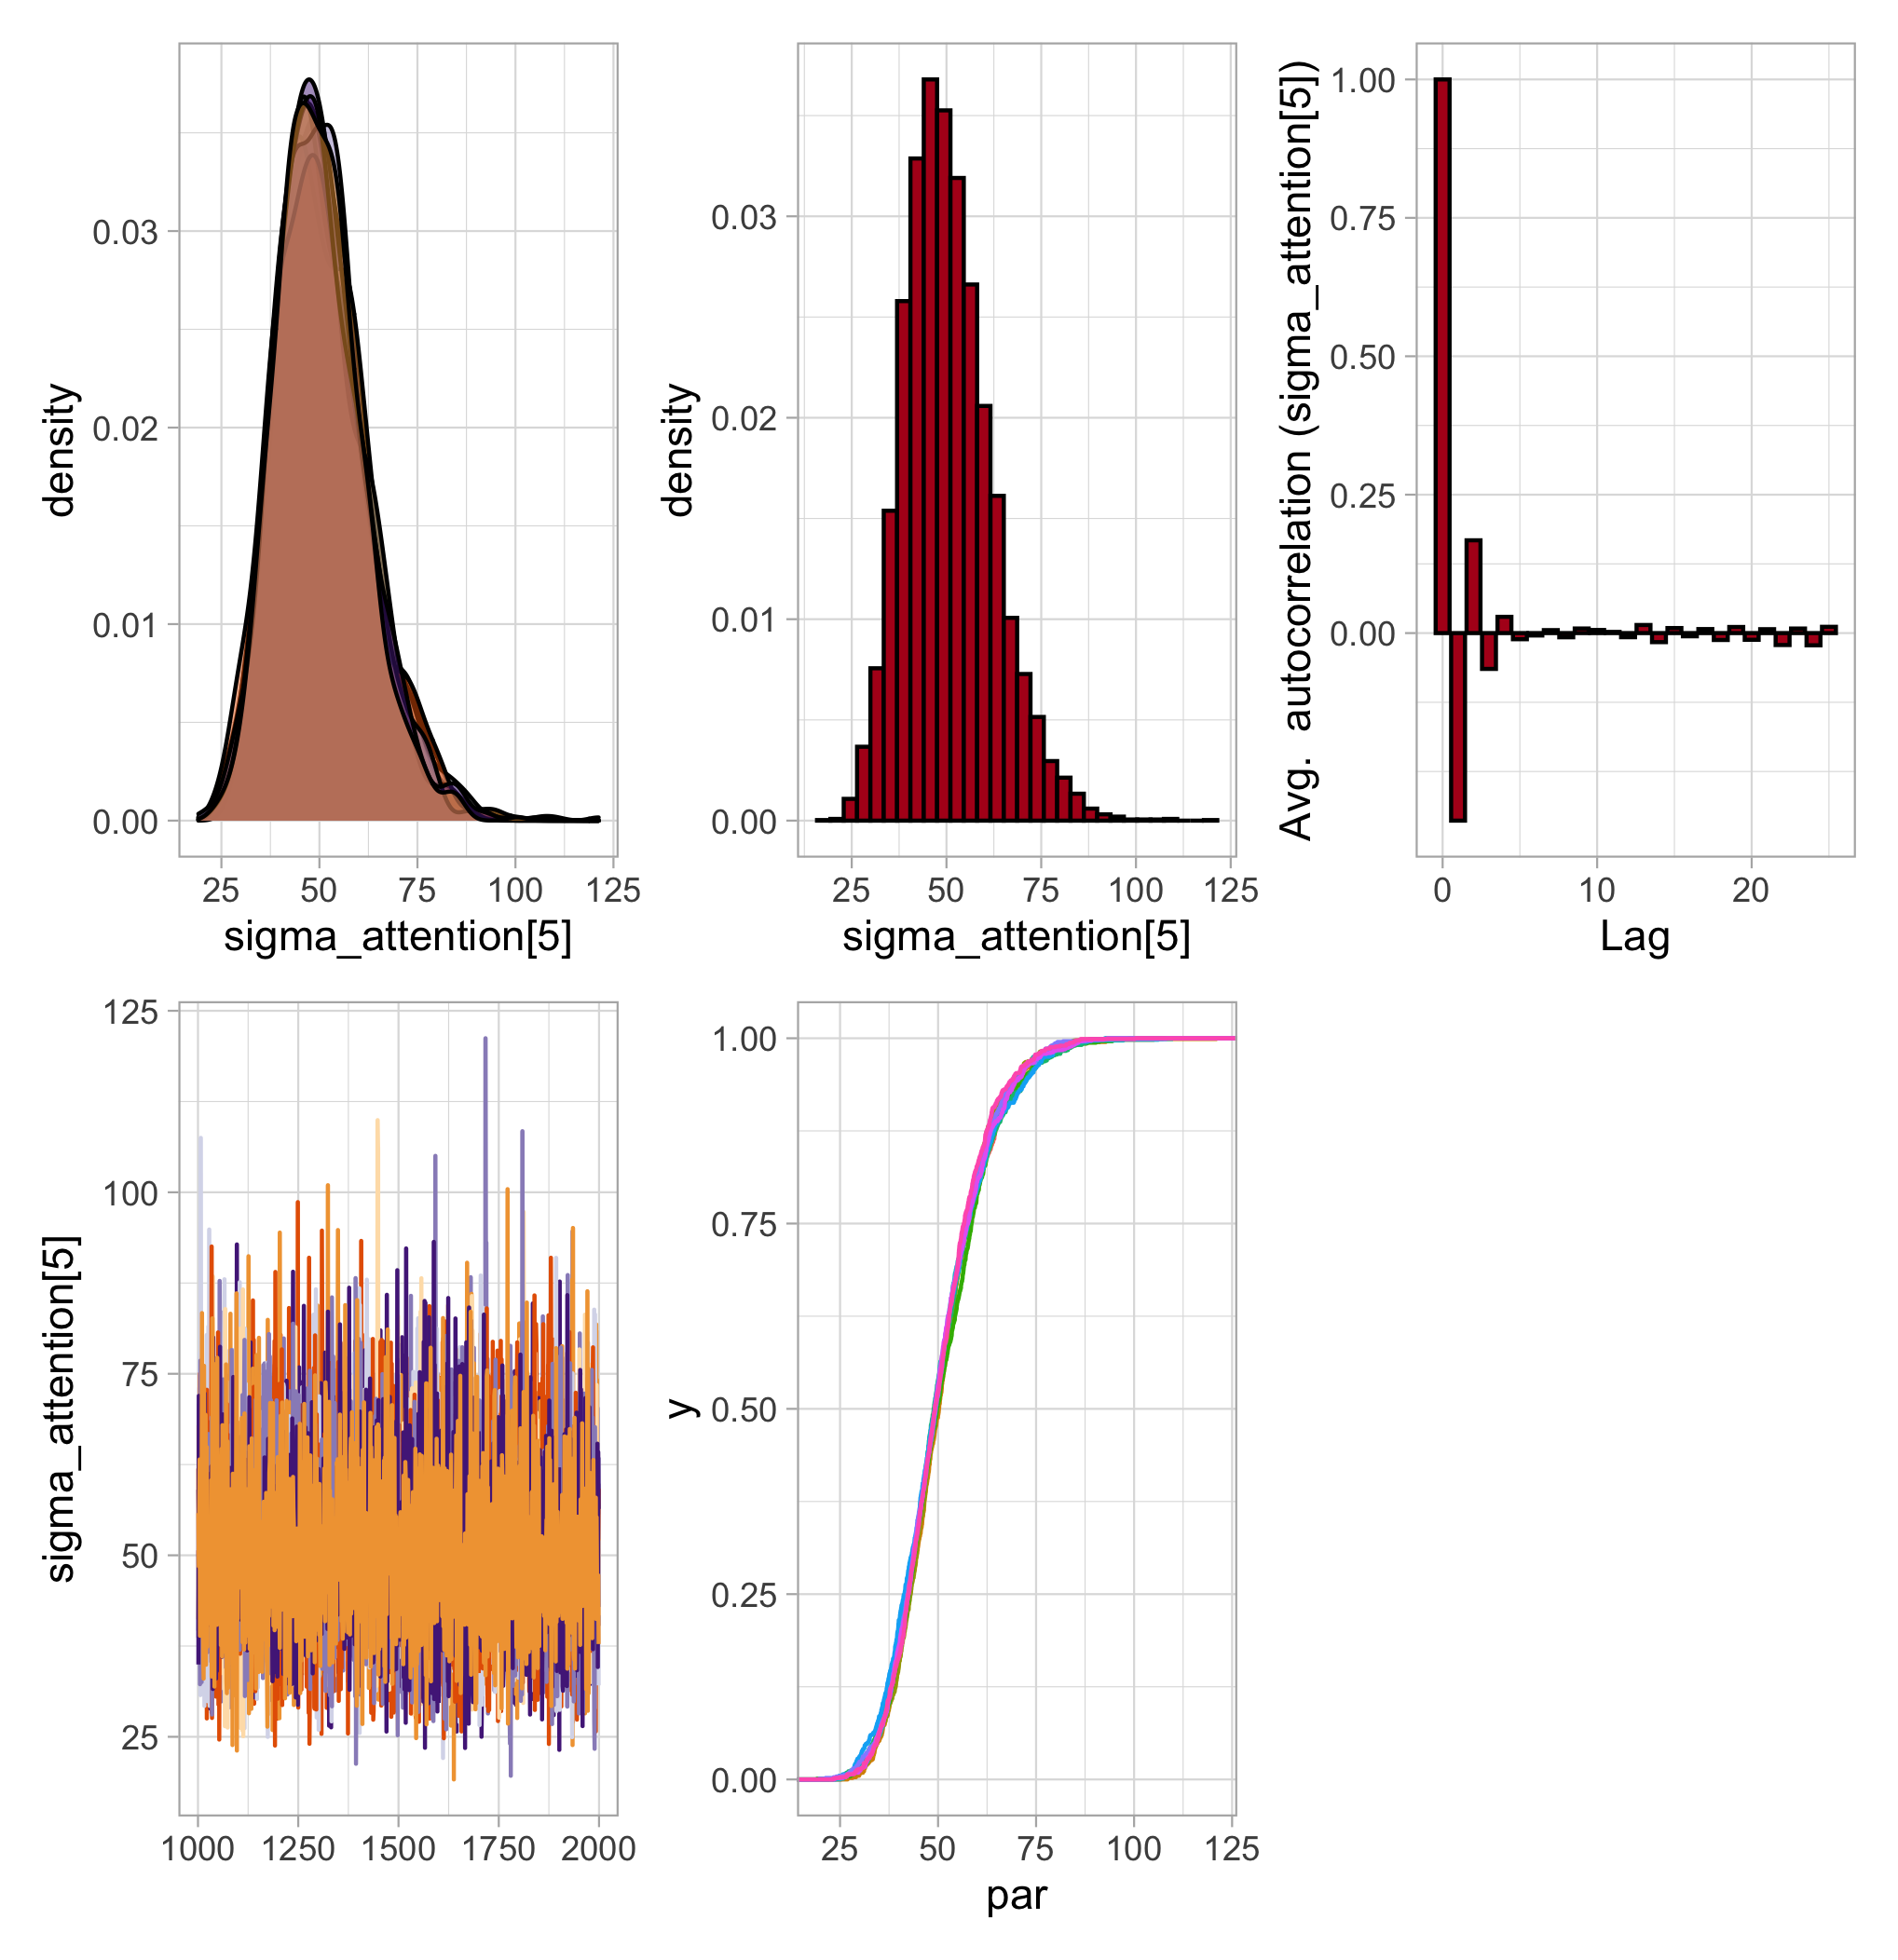 density
0.03
0.02
0.01
0.00
25 50 75 100 125
sigma_attention[5]
density
0.03
0.02
0.01
0.00
25 50 75 100 125
sigma_attention[5]
Avg. autocorrelation (sigma_attention[5])
1.00
0.75
0.50
0.25
0.00
0 10 20
Lag
sigma_attention[5]
125
100
75
50
25
1000 1250 1500 1750 2000
y
1.00
0.75
0.50
0.25
0.00
25 50 75 100 125
par